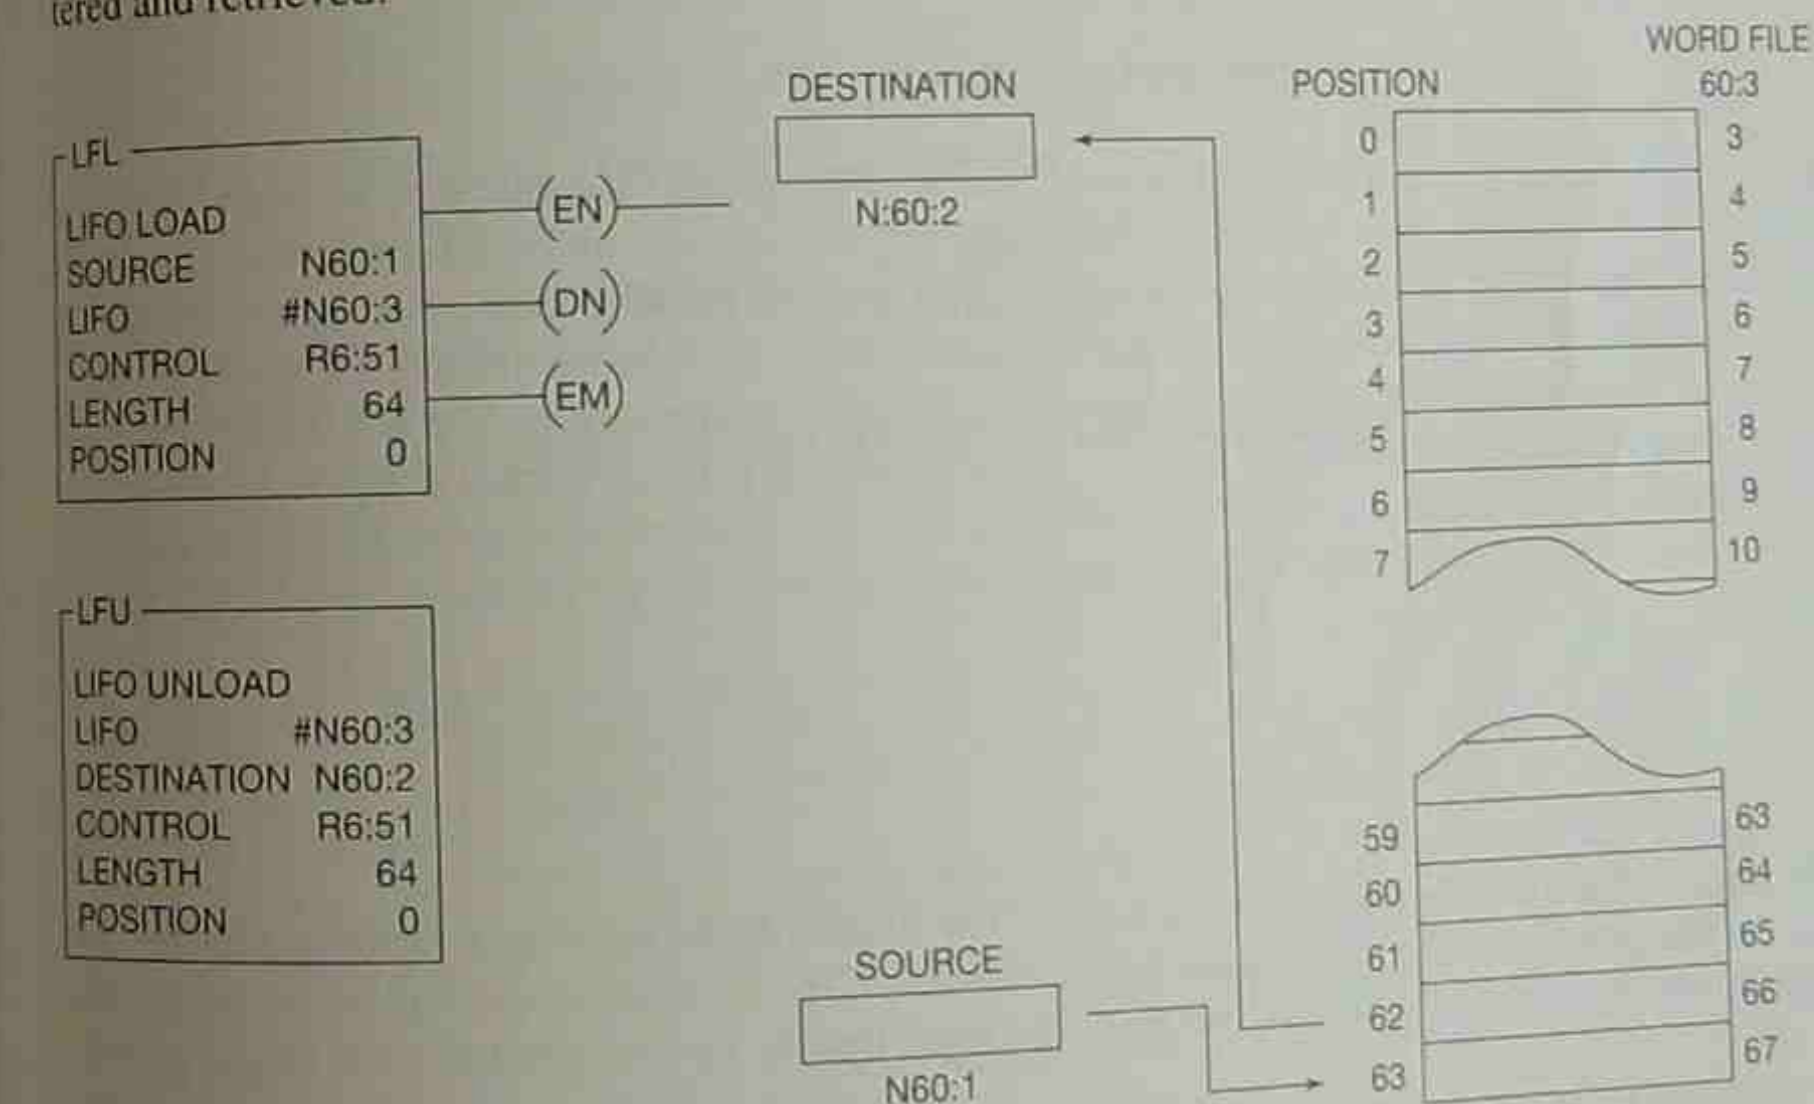 tered and retrieved.
LFL
LIFO LOAD
SOURCE N60:1
LIFO #N60:3
CONTROL R6:51
LENGTH 64
POSITION 0
(EN)
(DN)
(EM)
LFU
LIFO UNLOAD
LIFO #N60:3
DESTINATION N60:2
CONTROL R6:51
LENGTH 64
POSITION 0
DESTINATION
N:60:2
SOURCE
N60:1
WORD FILE
POSITION 60:3
0 3
1 4
2 5
3 6
4 7
5 8
6 9
7 10
59 63
60 64
61 65
62 66
63 67